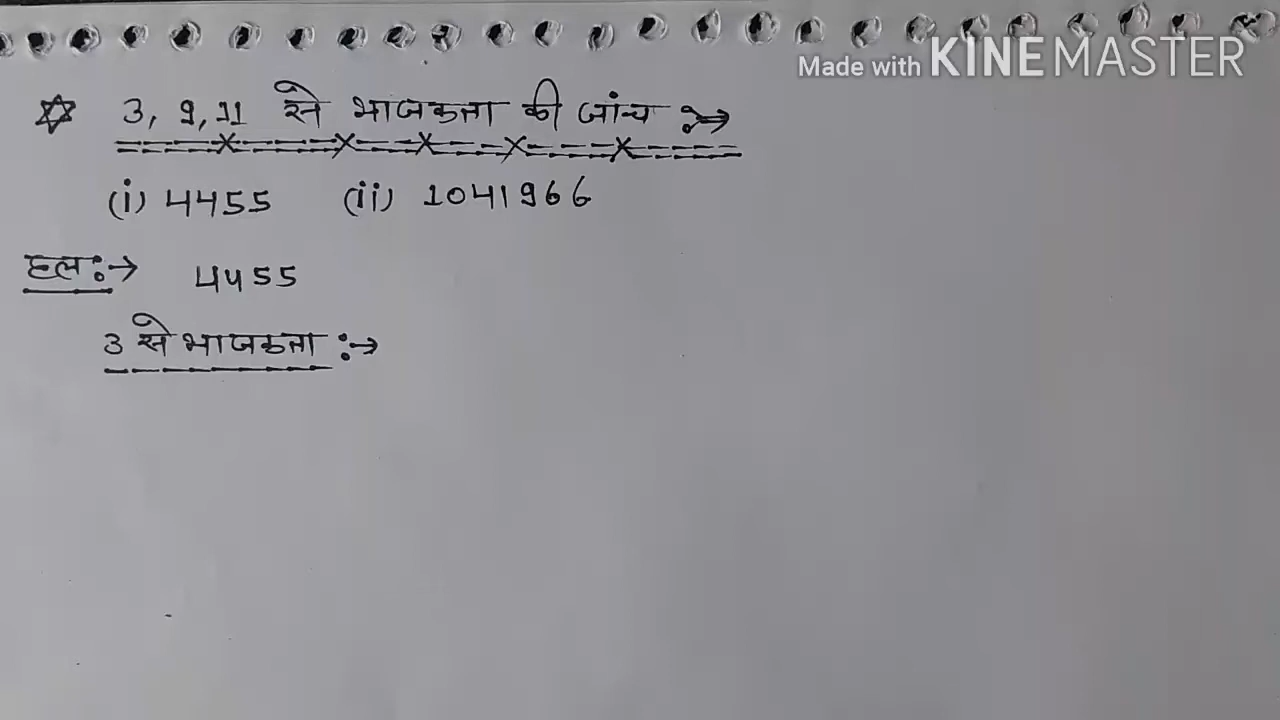 Made with KINEMASTER
3, 9, 11 से भाजकता की जांच :→
(i) 4455 (ii) 1041966
हल :→ 4455
3 से भाजकता :→